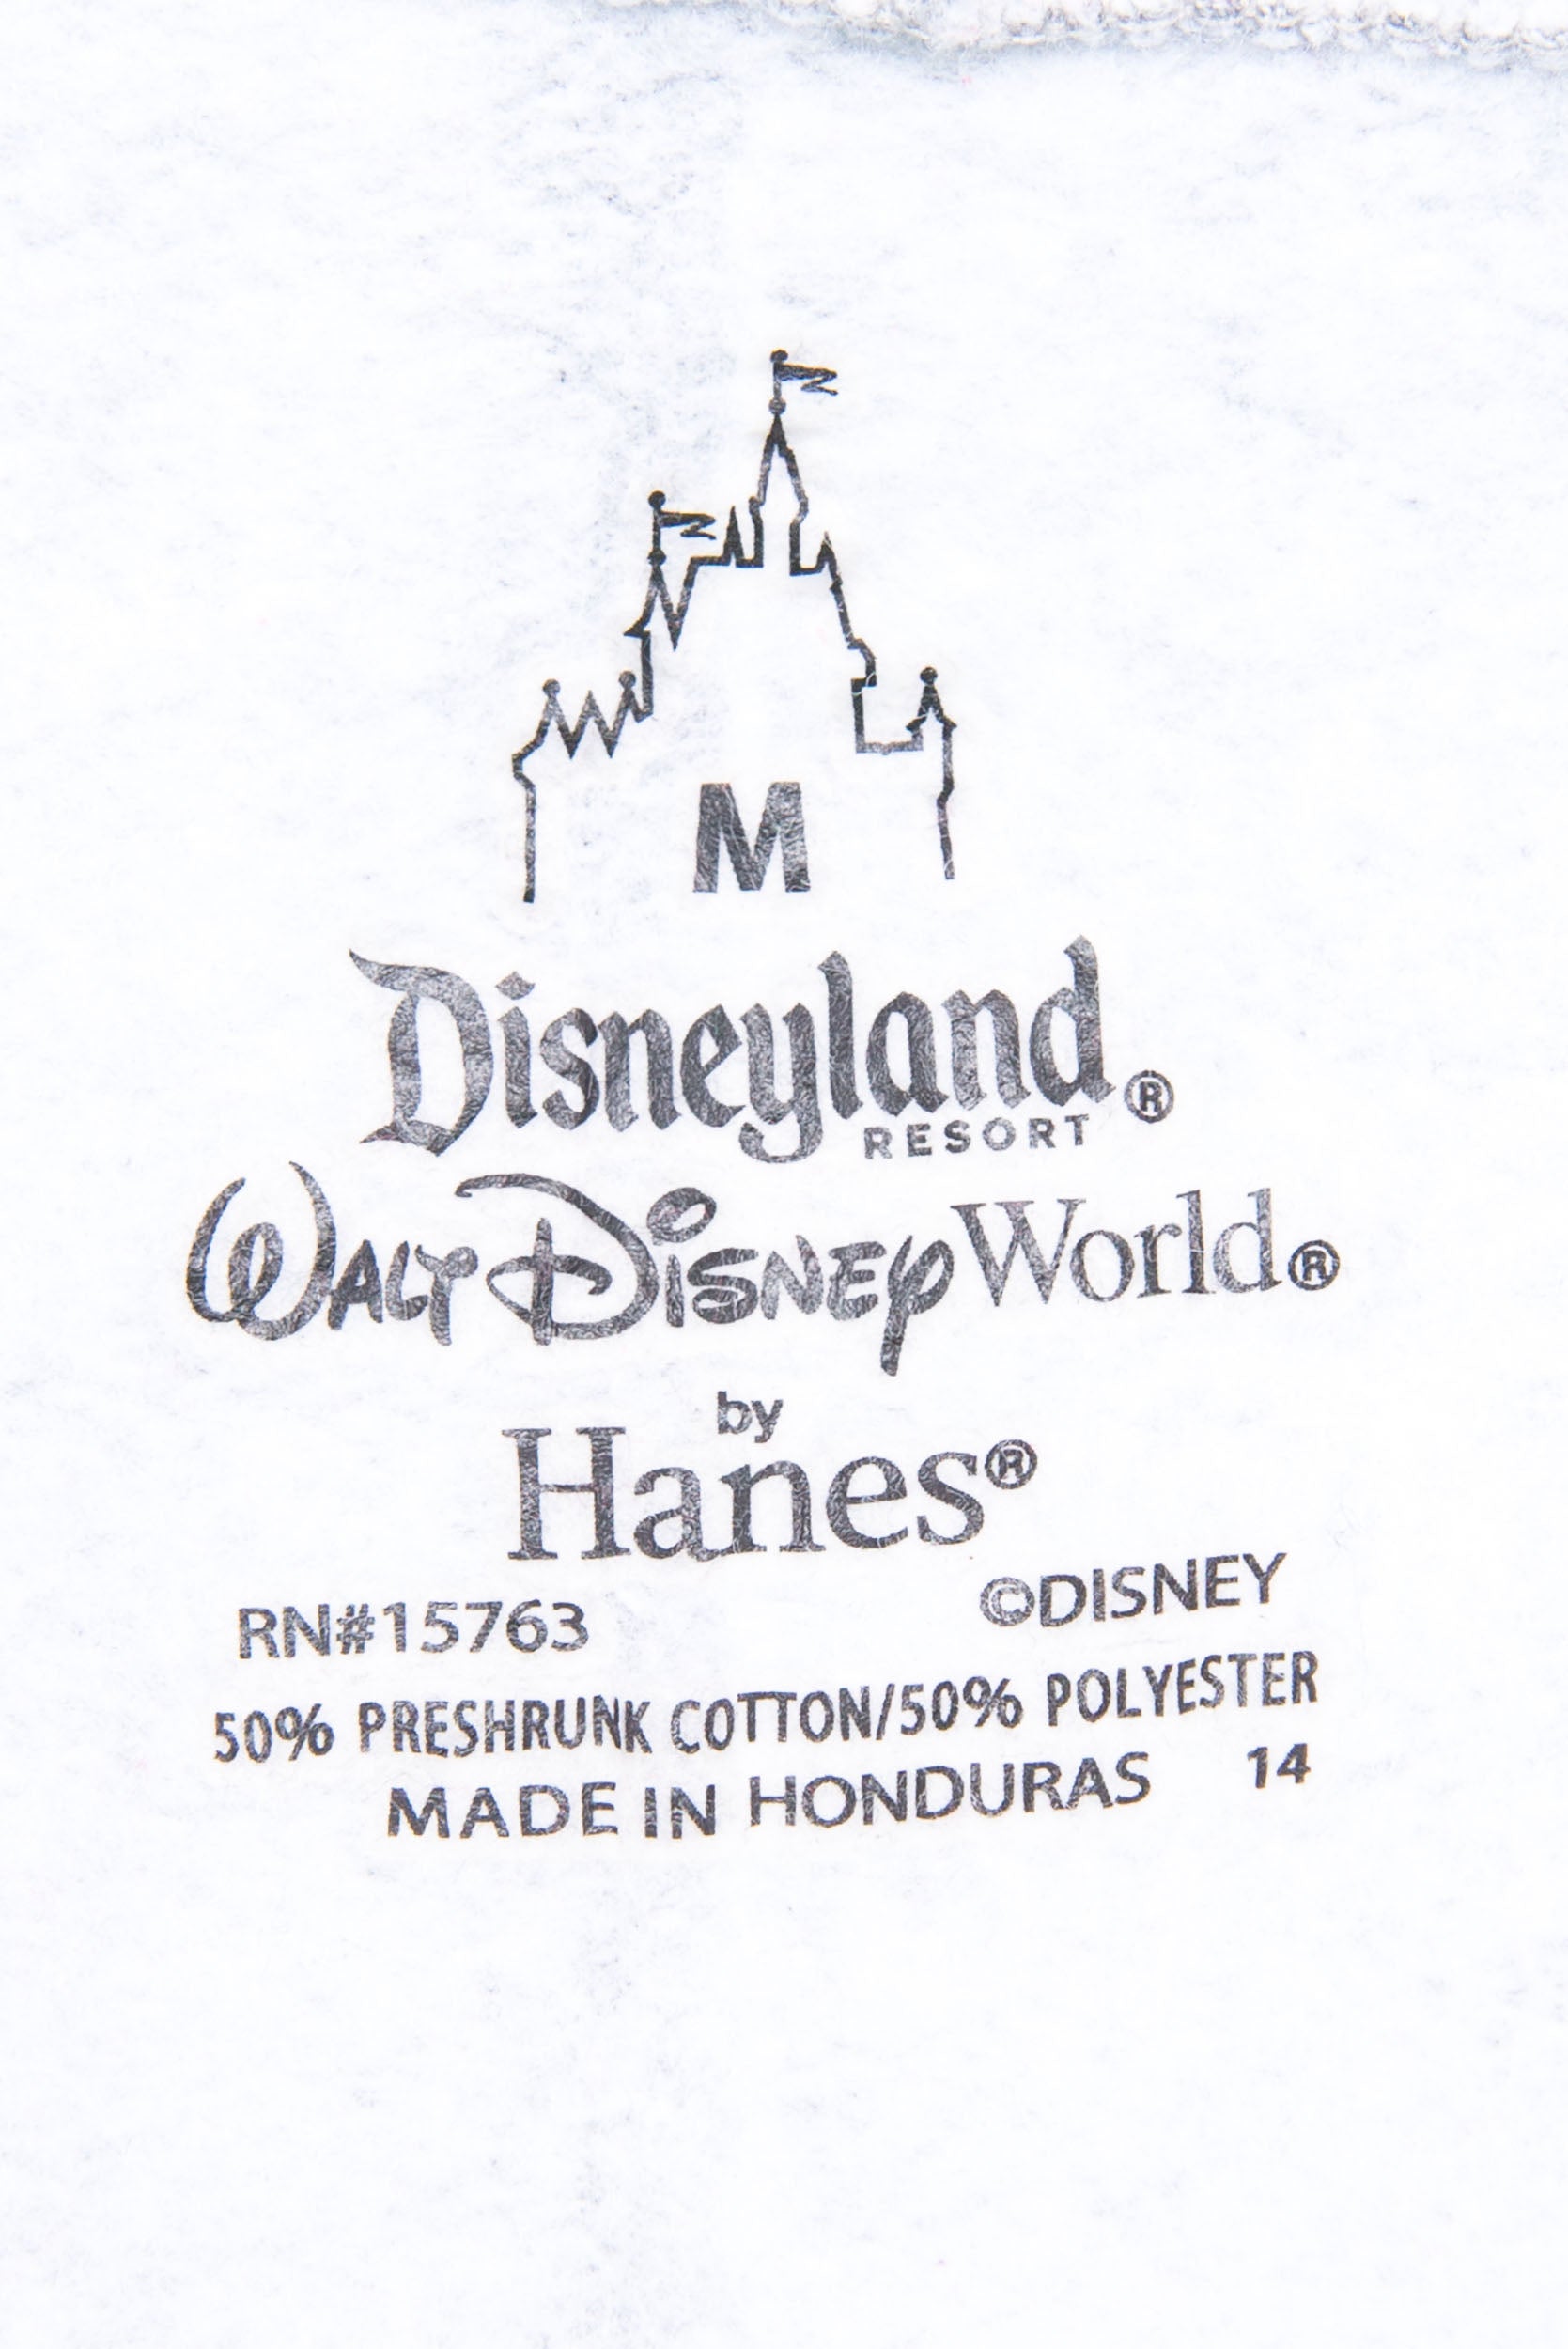 M
Disneyland®
RESORT
WALT DISNEY World®
by
Hanes®
RN#15763 ©DISNEY
50% PRESHRUNK COTTON/50% POLYESTER
MADE IN HONDURAS 14